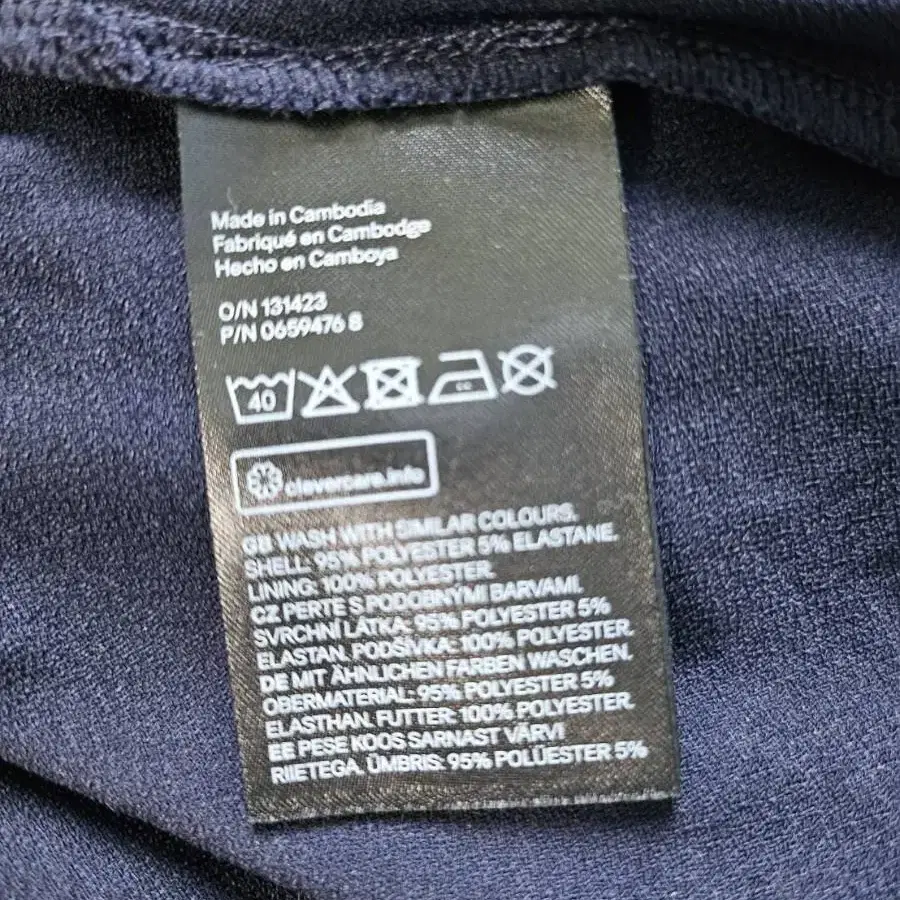 Made in Cambodia
Fabriqué en Cambodge
Hecho en Camboya
O/N 131423
P/N 0659476 8
40
clevercare.info
GB WASH WITH SIMILAR COLOURS.
SHELL: 95% POLYESTER 5% ELASTANE.
LINING: 100% POLYESTER.
CZ PERTE S PODOBNÝMI BARVAMI.
SVRCHNÍ LÁTKA: 95% POLYESTER 5%
ELASTAN. PODŠÍVKA: 100% POLYESTER.
DE MIT ÄHNLICHEN FARBEN WASCHEN.
OBERMATERIAL: 95% POLYESTER 5%
ELASTHAN. FUTTER: 100% POLYESTER.
EE PESE KOOS SARNAST VÄRVI
RIIETEGA. ÜMBRIS: 95% POLÜESTER 5%